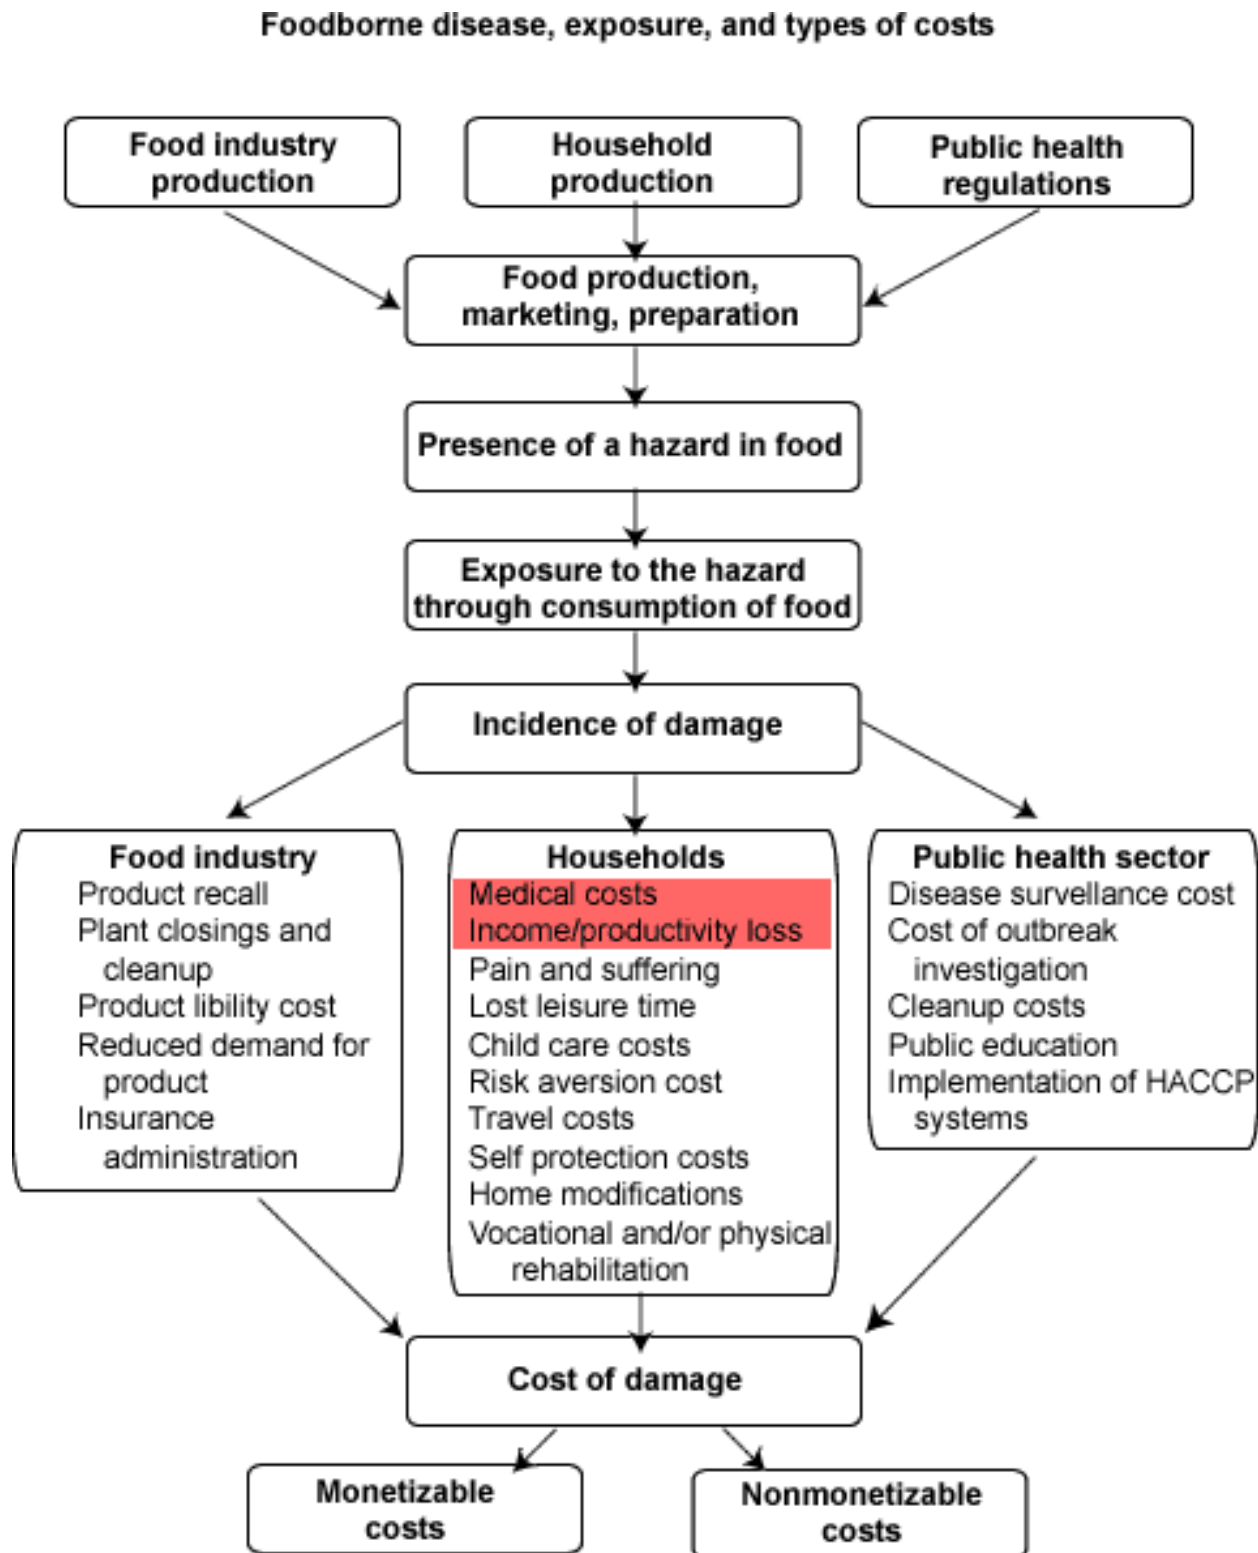 Foodborne disease, exposure, and types of costs
Food industry
production
Household
production
Public health
regulations
Food production,
marketing, preparation
Presence of a hazard in food
Exposure to the hazard
through consumption of food
Incidence of damage
Food industry
Product recall
Plant closings and
cleanup
Product libility cost
Reduced demand for
product
Insurance
administration
Households
Medical costs
Income/productivity loss
Pain and suffering
Lost leisure time
Child care costs
Risk aversion cost
Travel costs
Self protection costs
Home modifications
Vocational and/or physical
rehabilitation
Public health sector
Disease survellance cost
Cost of outbreak
investigation
Cleanup costs
Public education
Implementation of HACCP
systems
Cost of damage
Monetizable
costs
Nonmonetizable
costs